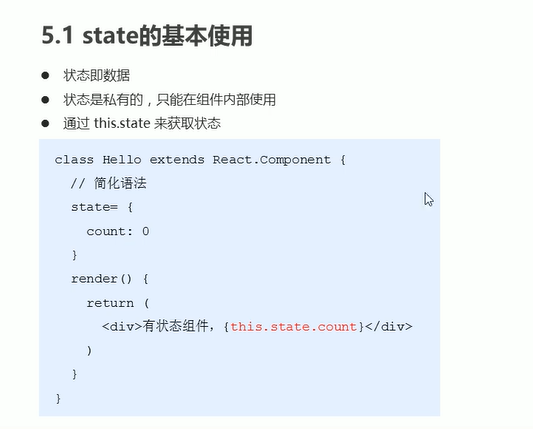 5.1 state的基本使用
● 状态即数据
● 状态是私有的，只能在组件内部使用
● 通过 this.state 来获取状态
class Hello extends React.Component {
  // 简化语法
  state= {
    count: 0
  }
  render() {
    return (
      <div>有状态组件，{this.state.count}</div>
    )
  }
}